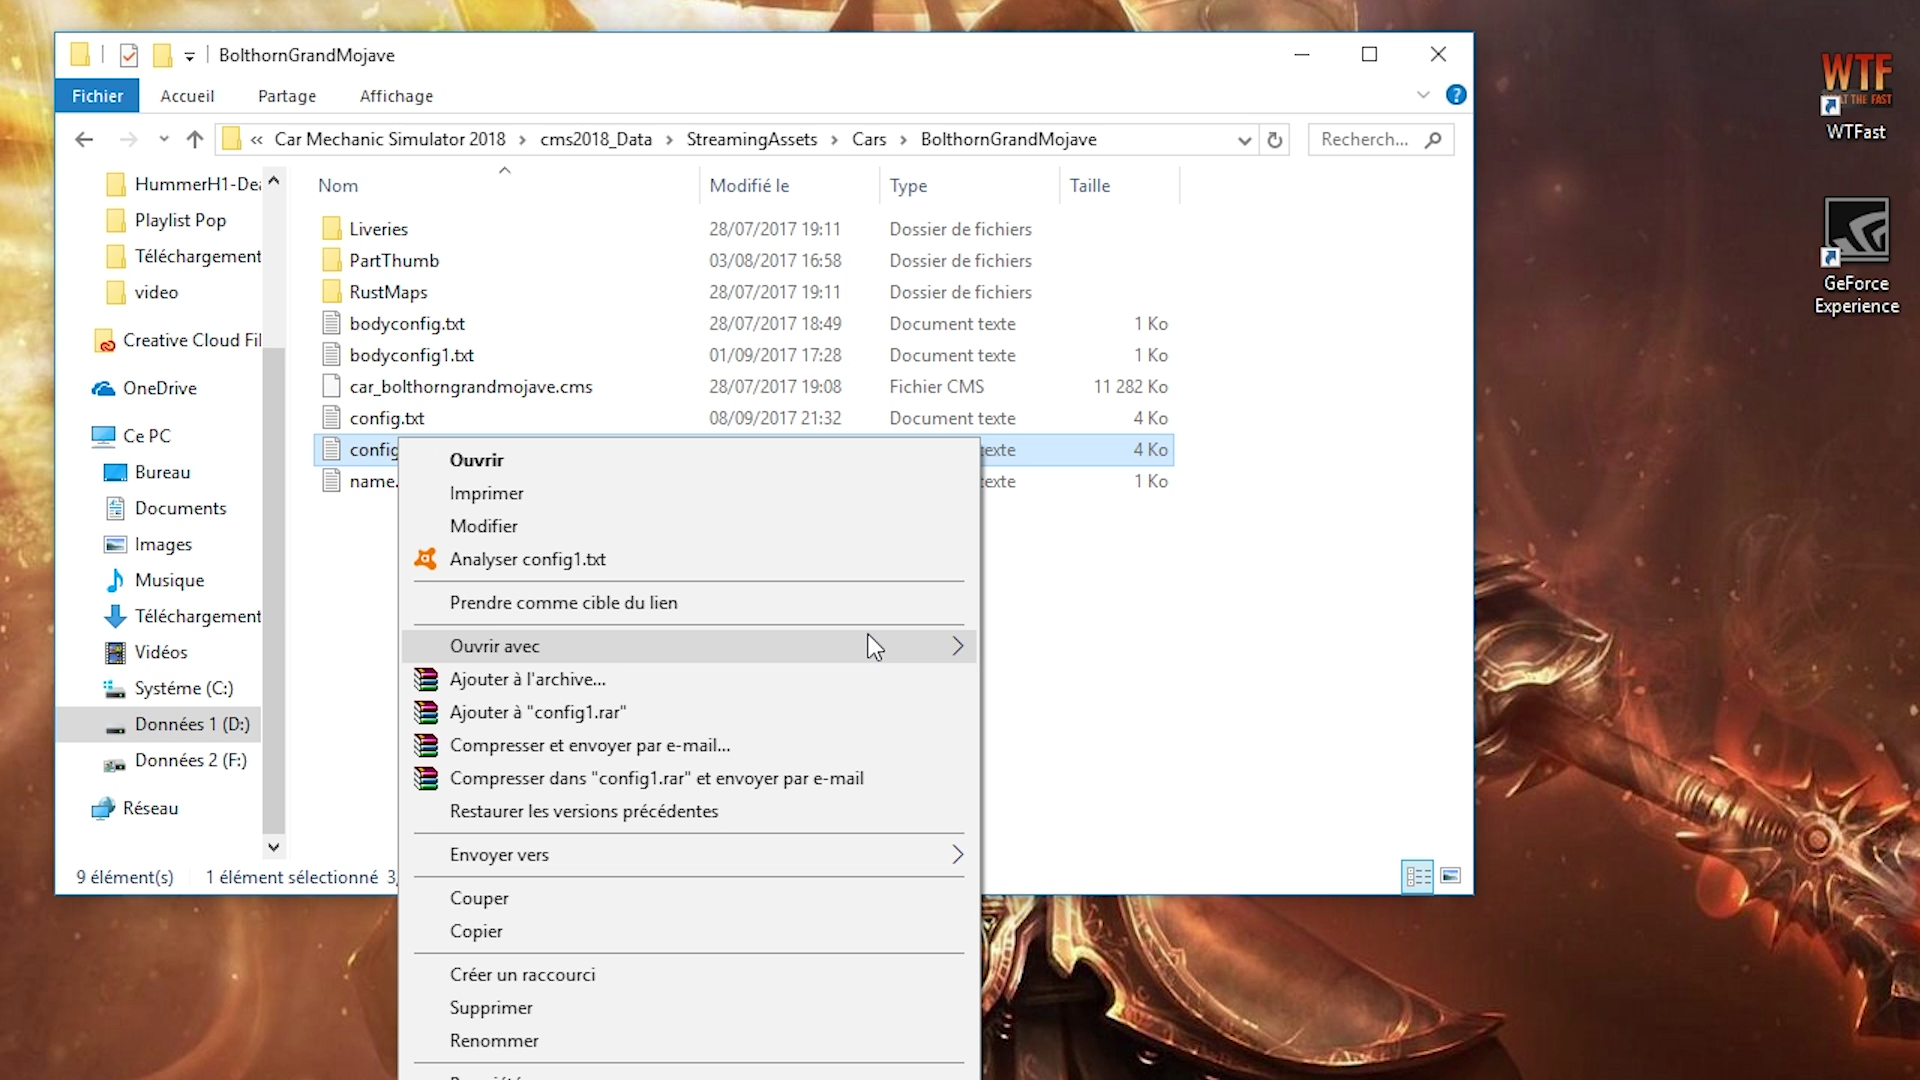 BolthornGrandMojave
Fichier Accueil Partage Affichage
« Car Mechanic Simulator 2018 > cms2018_Data > StreamingAssets > Cars > BolthornGrandMojave Recherch...
Nom Modifié le Type Taille
HummerH1-Dea
Playlist Pop
Téléchargement
video
Creative Cloud Fil
OneDrive
Ce PC
Bureau
Documents
Images
Musique
Téléchargement
Vidéos
Systéme (C:)
Données 1 (D:)
Données 2 (F:)
Réseau
Liveries 28/07/2017 19:11 Dossier de fichiers
PartThumb 03/08/2017 16:58 Dossier de fichiers
RustMaps 28/07/2017 19:11 Dossier de fichiers
bodyconfig.txt 28/07/2017 18:49 Document texte 1 Ko
bodyconfig1.txt 01/09/2017 17:28 Document texte 1 Ko
car_bolthorngrandmojave.cms 28/07/2017 19:08 Fichier CMS 11 282 Ko
config.txt 08/09/2017 21:32 Document texte 4 Ko
config texte 4 Ko
name. texte 1 Ko
Ouvrir
Imprimer
Modifier
Analyser config1.txt
Prendre comme cible du lien
Ouvrir avec
Ajouter à l'archive...
Ajouter à "config1.rar"
Compresser et envoyer par e-mail...
Compresser dans "config1.rar" et envoyer par e-mail
Restaurer les versions précédentes
Envoyer vers
Couper
Copier
Créer un raccourci
Supprimer
Renommer
9 élément(s) 1 élément sélectionné 3,
WTF
WHAT THE FAST
WTFast
GeForce
Experience